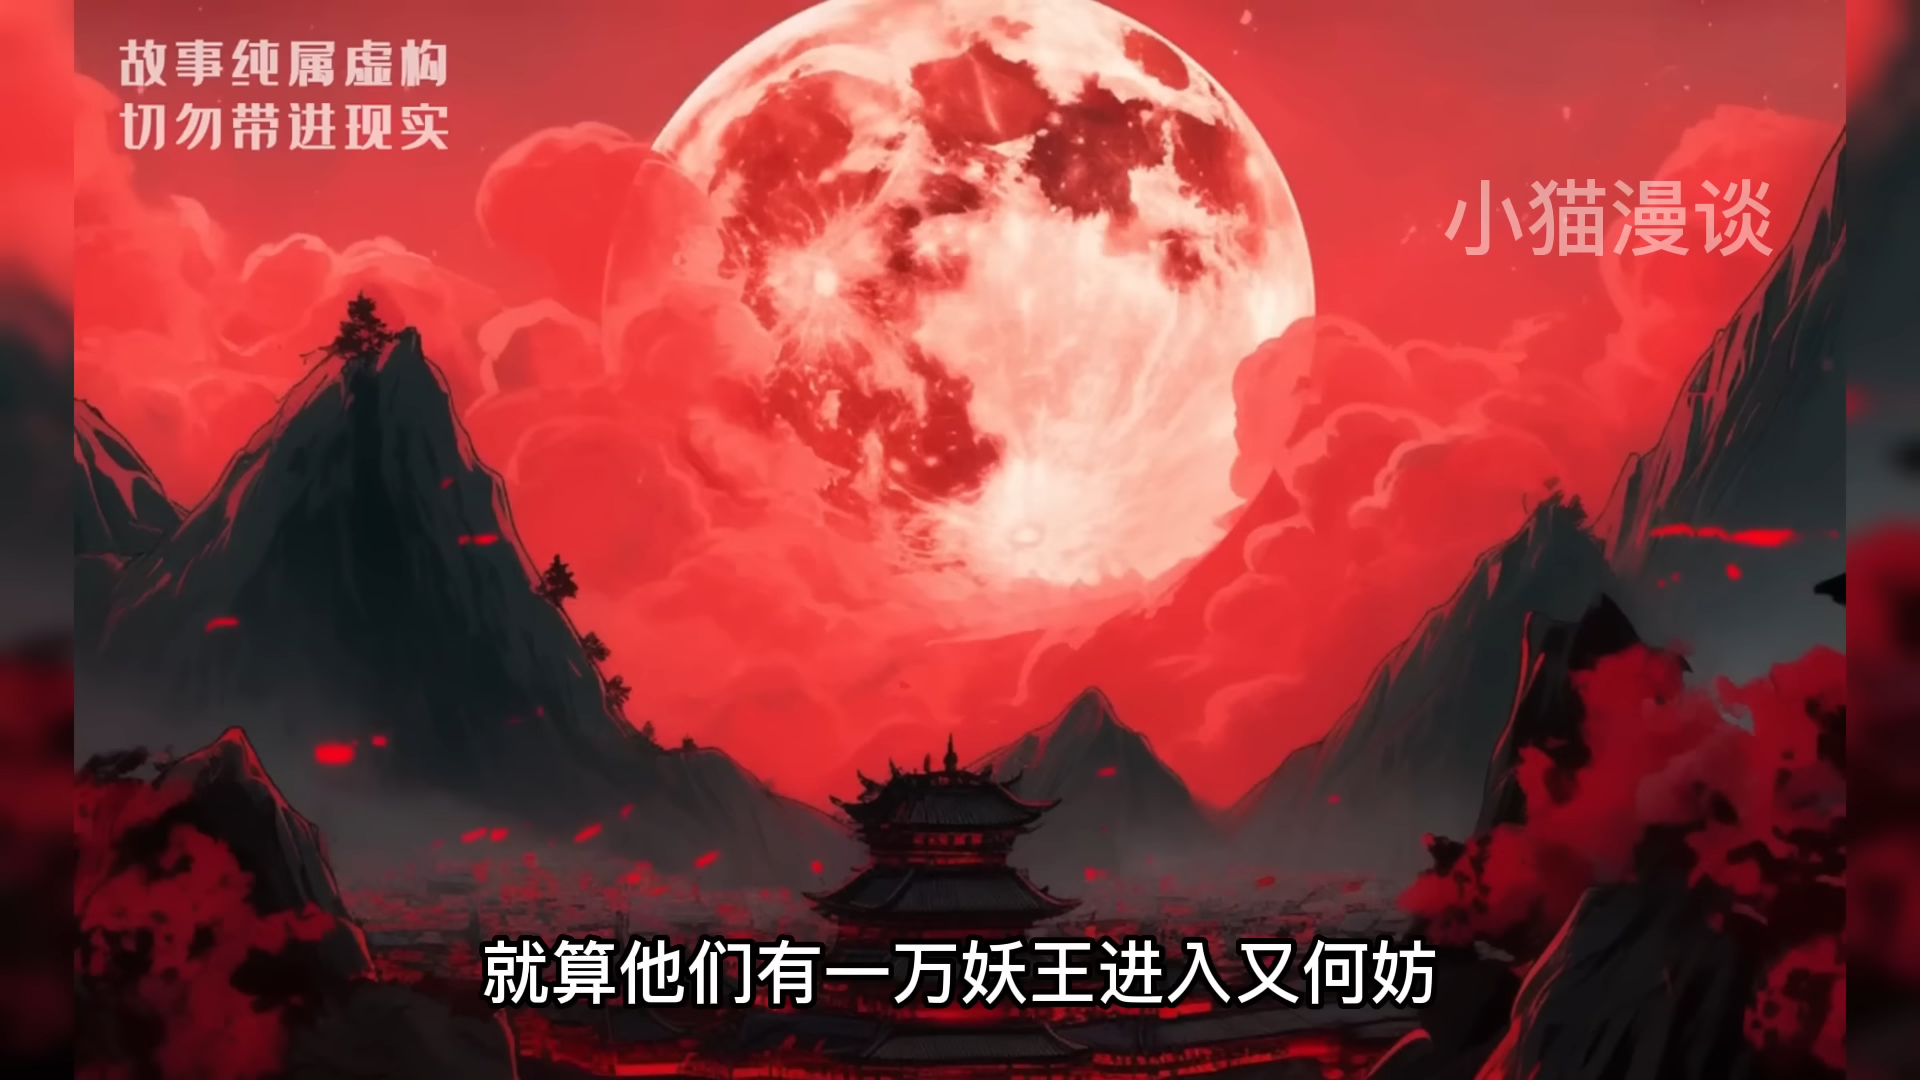 故事纯属虚构
切勿带进现实
小猫漫谈
就算他们有一万妖王进入又何妨